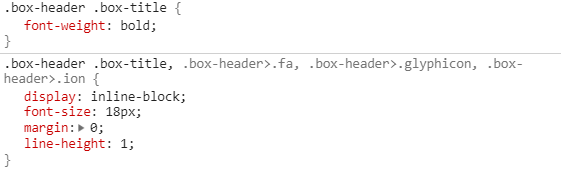 .box-header .box-title {
font-weight: bold;
}
.box-header .box-title, .box-header>.fa, .box-header>.glyphicon, .box-
header>.ion {
display: inline-block;
font-size: 18px;
margin:▶ 0;
line-height: 1;
}